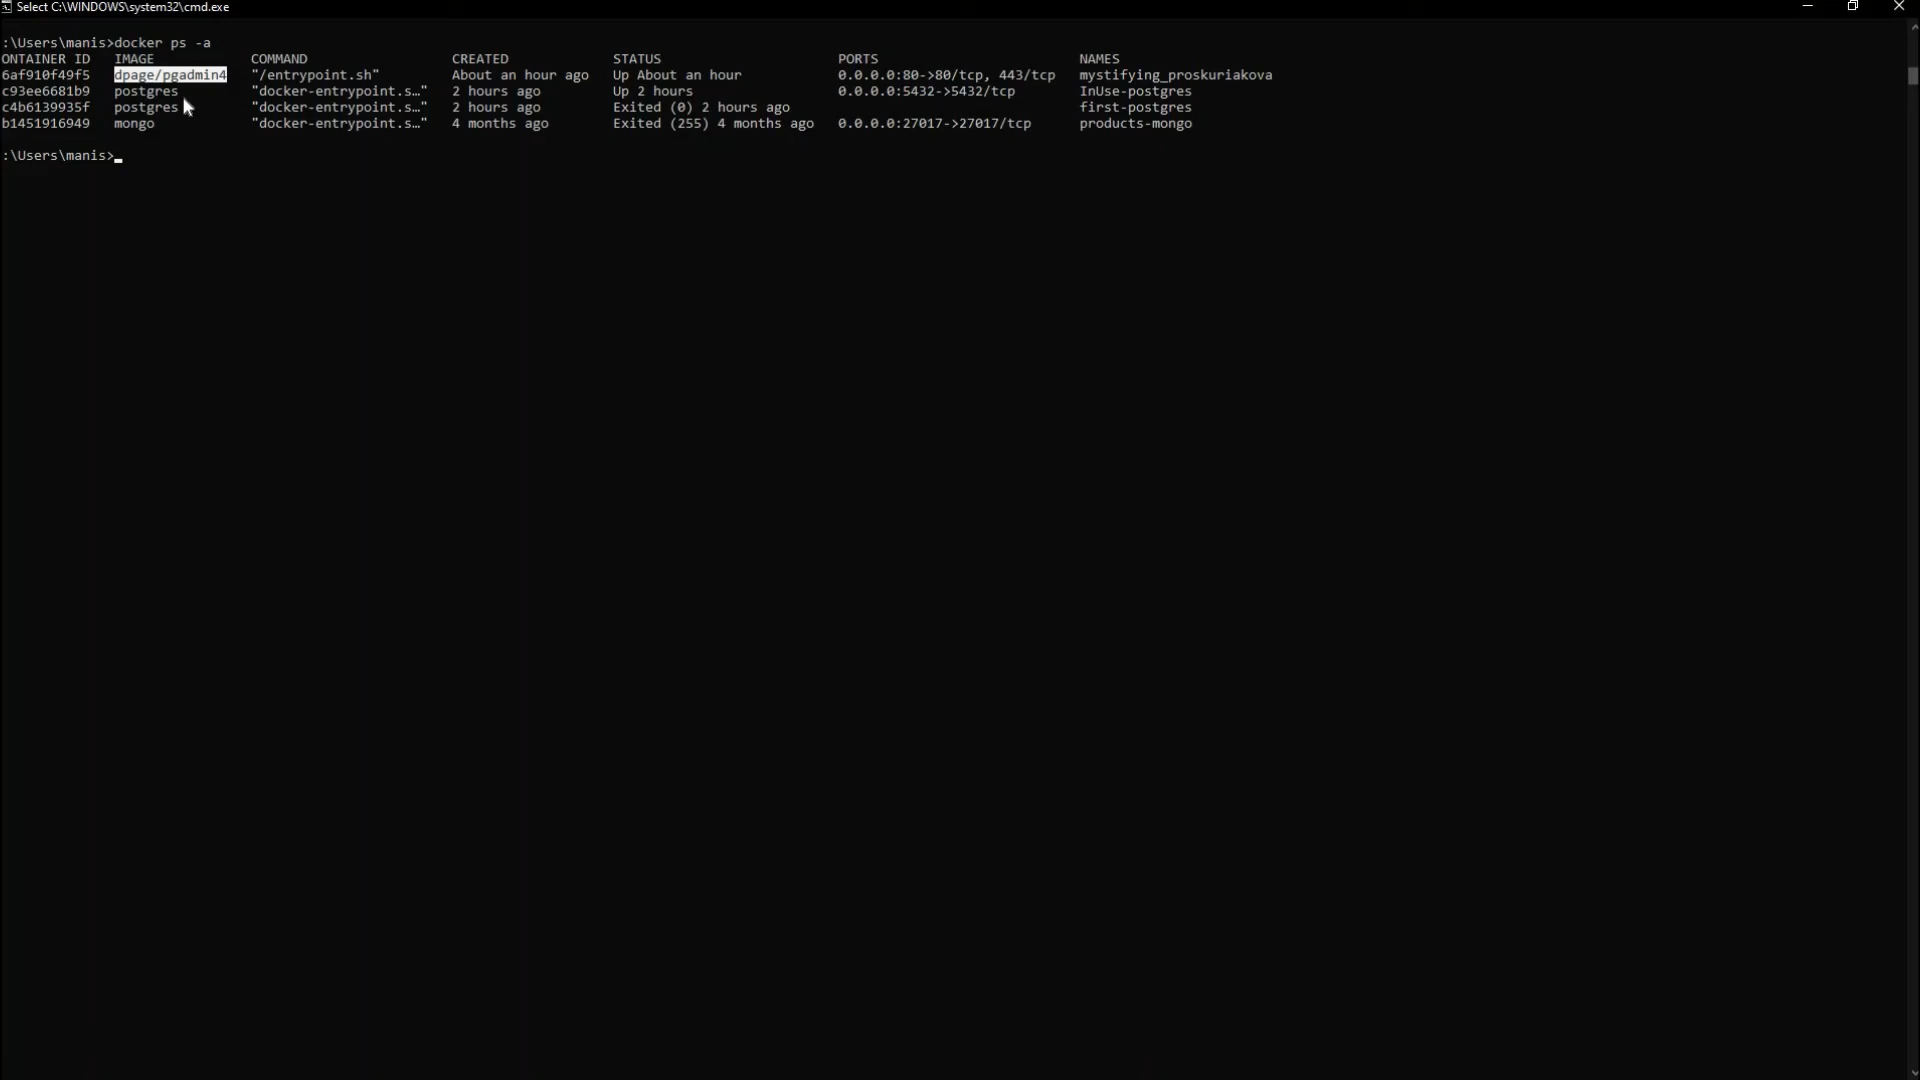 Select C:\WINDOWS\system32\cmd.exe
:\Users\manis>docker ps -a
ONTAINER ID IMAGE COMMAND CREATED STATUS PORTS NAMES
6af910f49f5 dpage/pgadmin4 "/entrypoint.sh" About an hour ago Up About an hour 0.0.0.0:80->80/tcp, 443/tcp mystifying_proskuriakova
c93ee6681b9 postgres "docker-entrypoint.s…" 2 hours ago Up 2 hours 0.0.0.0:5432->5432/tcp InUse-postgres
c4b6139935f postgres "docker-entrypoint.s…" 2 hours ago Exited (0) 2 hours ago first-postgres
b1451916949 mongo "docker-entrypoint.s…" 4 months ago Exited (255) 4 months ago 0.0.0.0:27017->27017/tcp products-mongo
:\Users\manis>